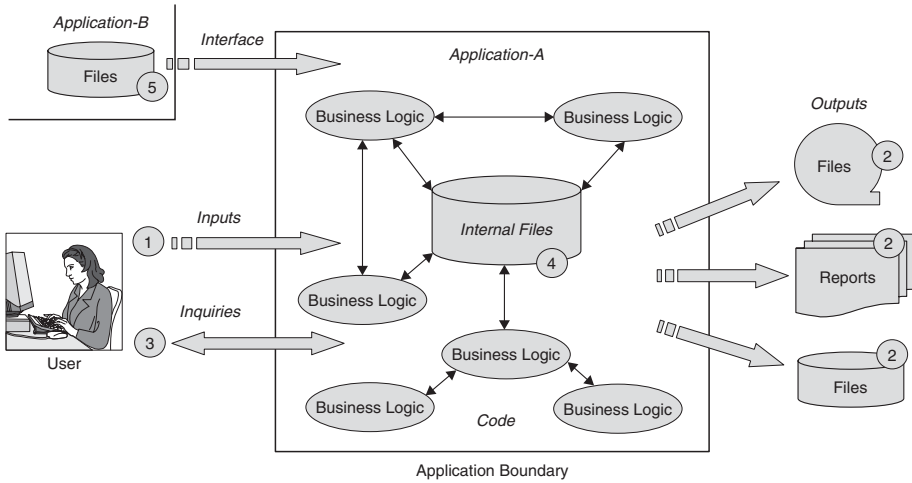 Application-B
Interface
Files
5
Application-A
Business Logic
Business Logic
Outputs
Files
2
Inputs
1
Internal Files
4
Reports
2
Business Logic
Inquiries
3
User
Business Logic
Files
2
Business Logic
Business Logic
Code
Application Boundary